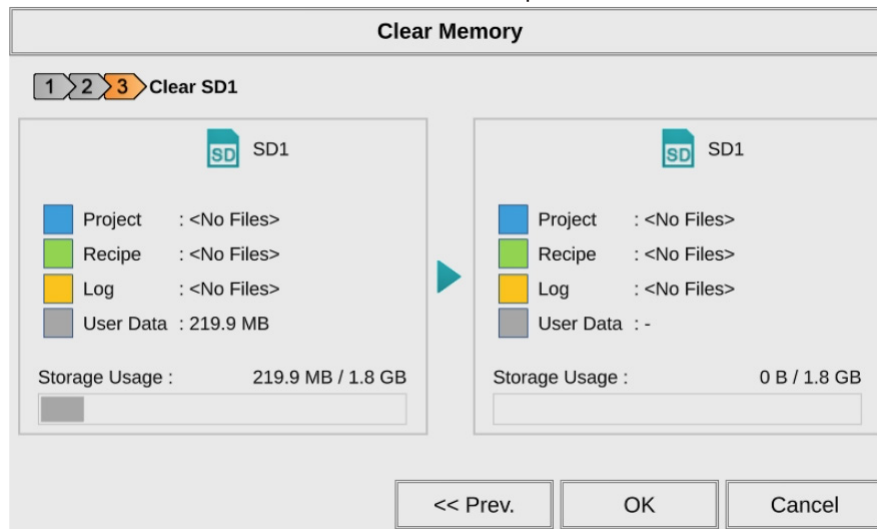 Clear Memory
1 2 3 Clear SD1
SD SD1
Project : <No Files>
Recipe : <No Files>
Log : <No Files>
User Data : 219.9 MB
Storage Usage : 219.9 MB / 1.8 GB
SD SD1
Project : <No Files>
Recipe : <No Files>
Log : <No Files>
User Data : -
Storage Usage : 0 B / 1.8 GB
<< Prev. OK Cancel